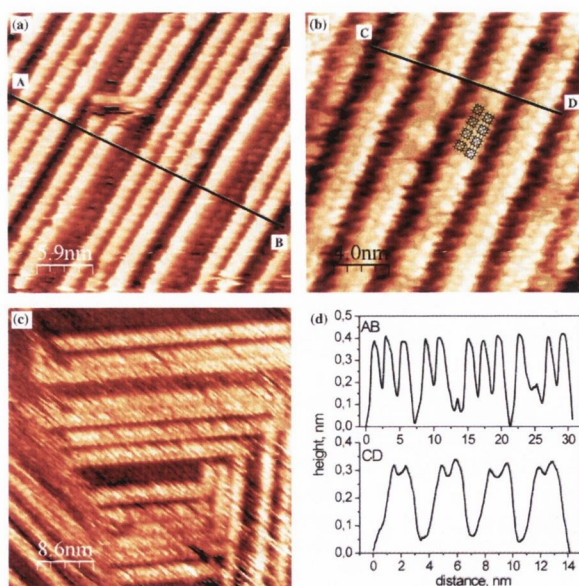 (a)
A
B
5.9nm
(b)
C
D
4.0nm
(c)
8.6nm
(d)
AB
0,5
0,4
0,3
0,2
0,1
0,0
0 5 10 15 20 25 30
height, nm
CD
0,4
0,3
0,2
0,1
0,0
0 2 4 6 8 10 12 14
distance, nm